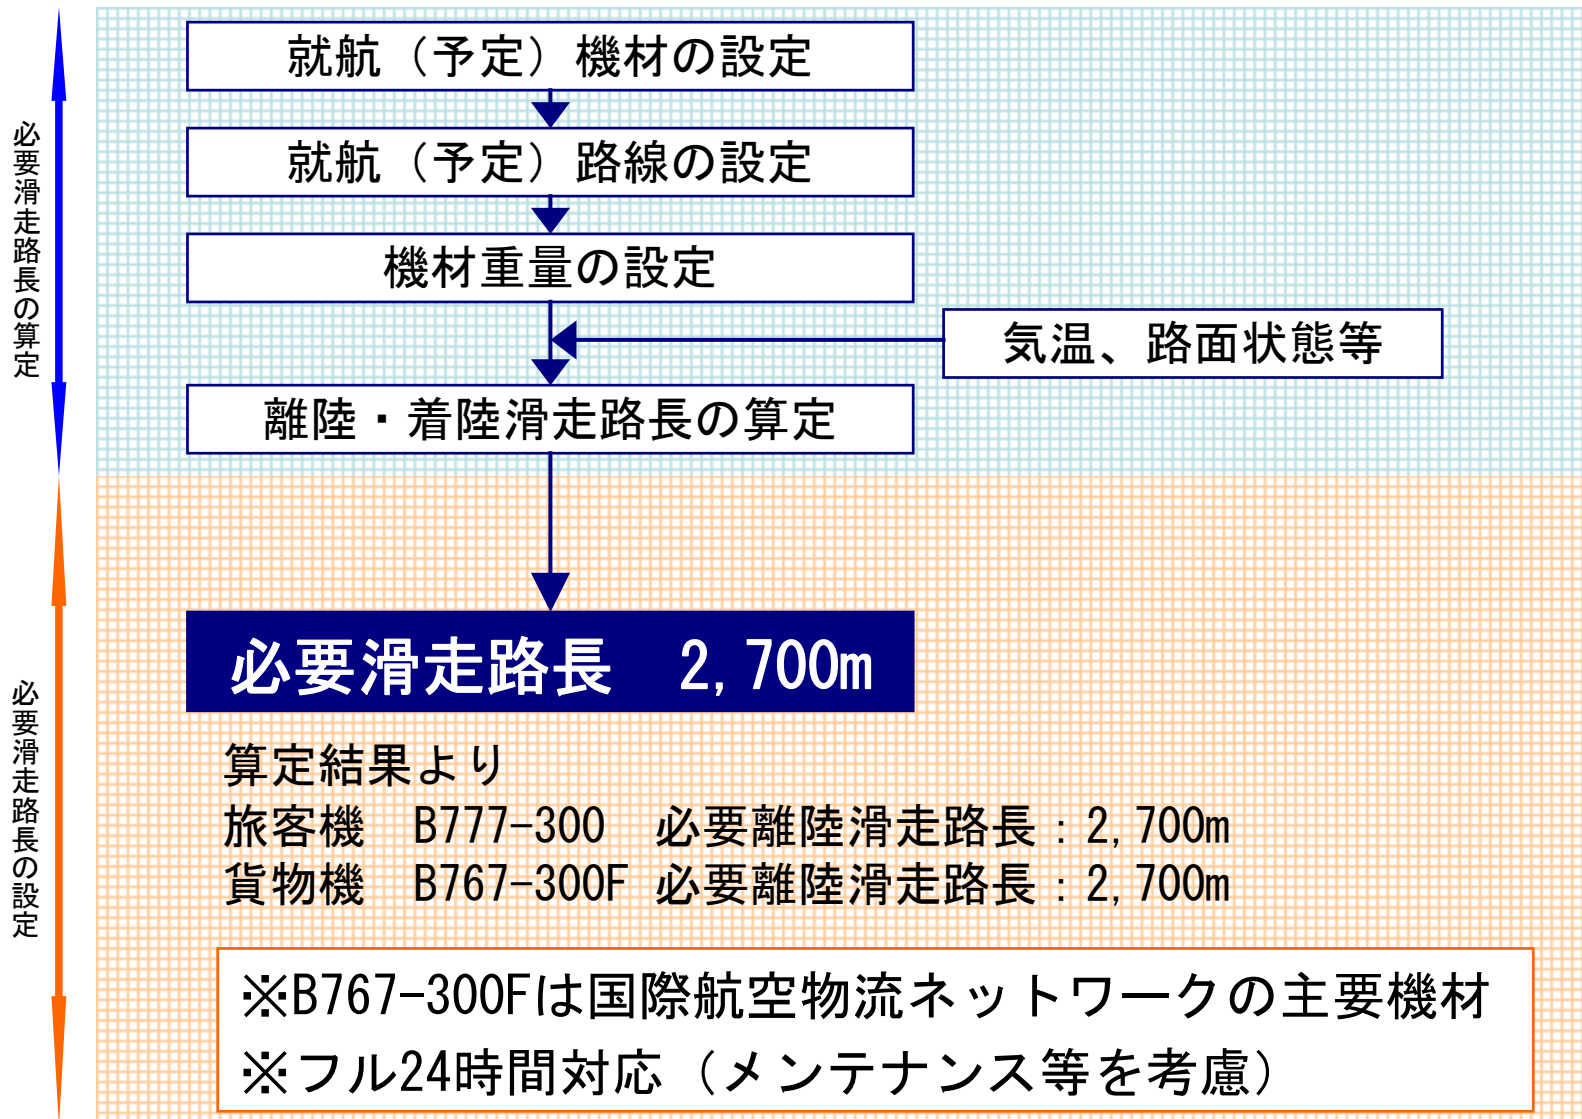 就航（予定）機材の設定
就航（予定）路線の設定
機材重量の設定
気温、路面状態等
離陸・着陸滑走路長の算定
必要滑走路長の算定
必要滑走路長　2,700m
算定結果より
旅客機　B777-300　必要離陸滑走路長：2,700m
貨物機　B767-300F 必要離陸滑走路長：2,700m
必要滑走路長の設定
※B767-300Fは国際航空物流ネットワークの主要機材
※フル24時間対応（メンテナンス等を考慮）